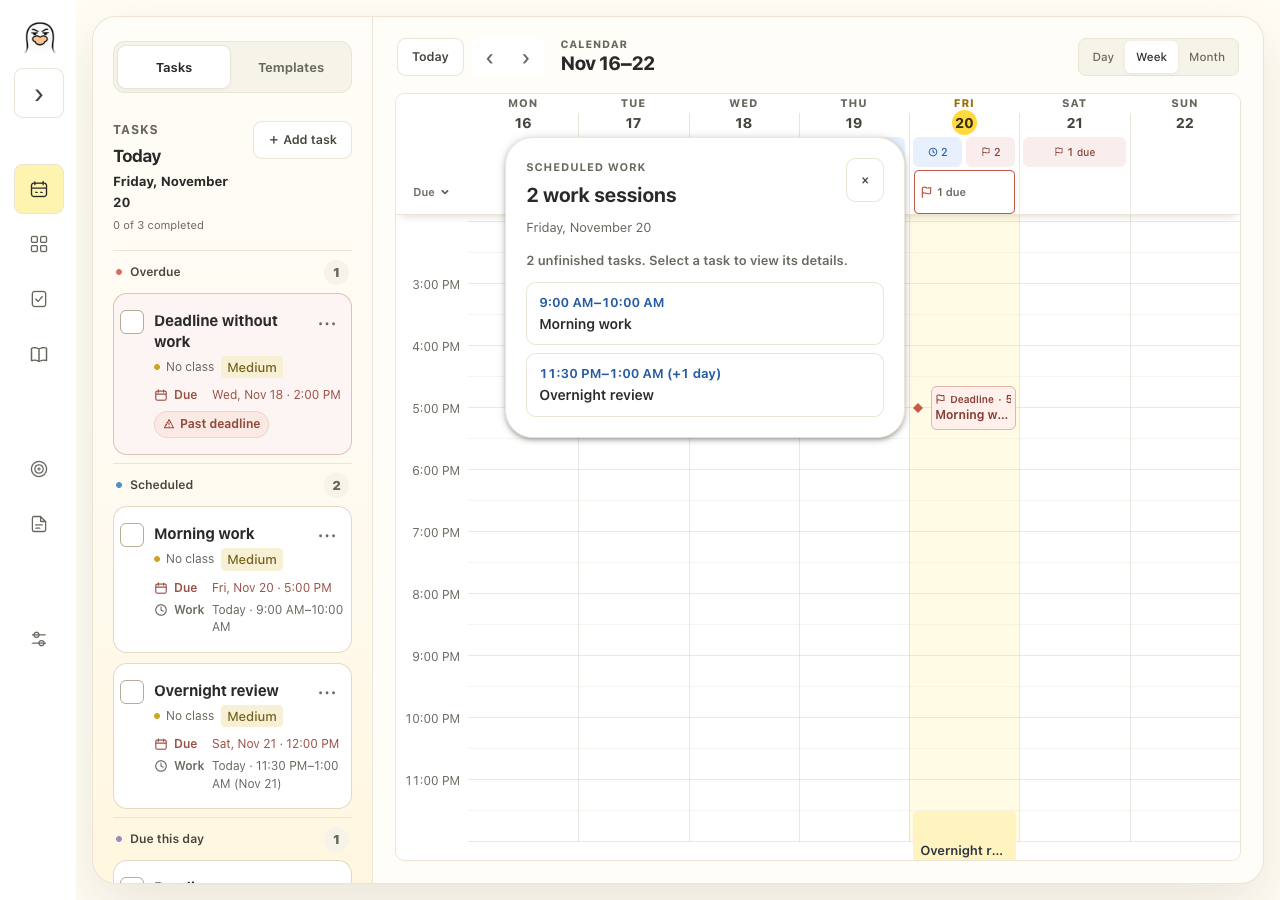 Tasks
Templates
TASKS
Today
Friday, November
20
0 of 3 completed
+ Add task
Overdue
1
Deadline without
work
No class
Medium
Due
Wed, Nov 18 · 2:00 PM
Past deadline
Scheduled
2
Morning work
No class
Medium
Due
Fri, Nov 20 · 5:00 PM
Work
Today · 9:00 AM–10:00
AM
Overnight review
No class
Medium
Due
Sat, Nov 21 · 12:00 PM
Work
Today · 11:30 PM–1:00
AM (Nov 21)
Due this day
1
Today
CALENDAR
Nov 16–22
Day
Week
Month
MON
16
TUE
17
WED
18
THU
19
FRI
20
SAT
21
SUN
22
2
2
1 due
Due
1 due
SCHEDULED WORK
2 work sessions
×
Friday, November 20
2 unfinished tasks. Select a task to view its details.
9:00 AM–10:00 AM
Morning work
11:30 PM–1:00 AM (+1 day)
Overnight review
3:00 PM
4:00 PM
5:00 PM
Deadline · 5
Morning w...
6:00 PM
7:00 PM
8:00 PM
9:00 PM
10:00 PM
11:00 PM
Overnight r...